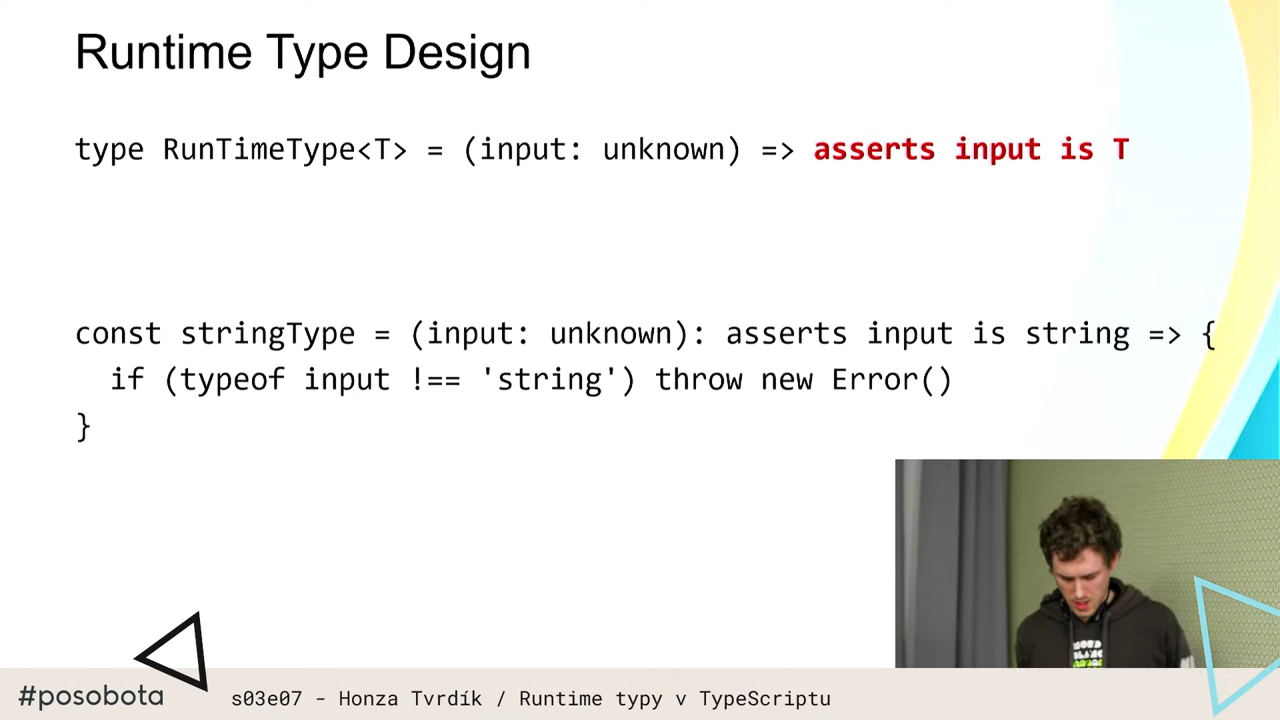 Runtime Type Design
type RunTimeType<T> = (input: unknown) => asserts input is T
const stringType = (input: unknown): asserts input is string => {
  if (typeof input !== 'string') throw new Error()
}
#posobota
s03e07 - Honza Tvrdík / Runtime typy v TypeScriptu